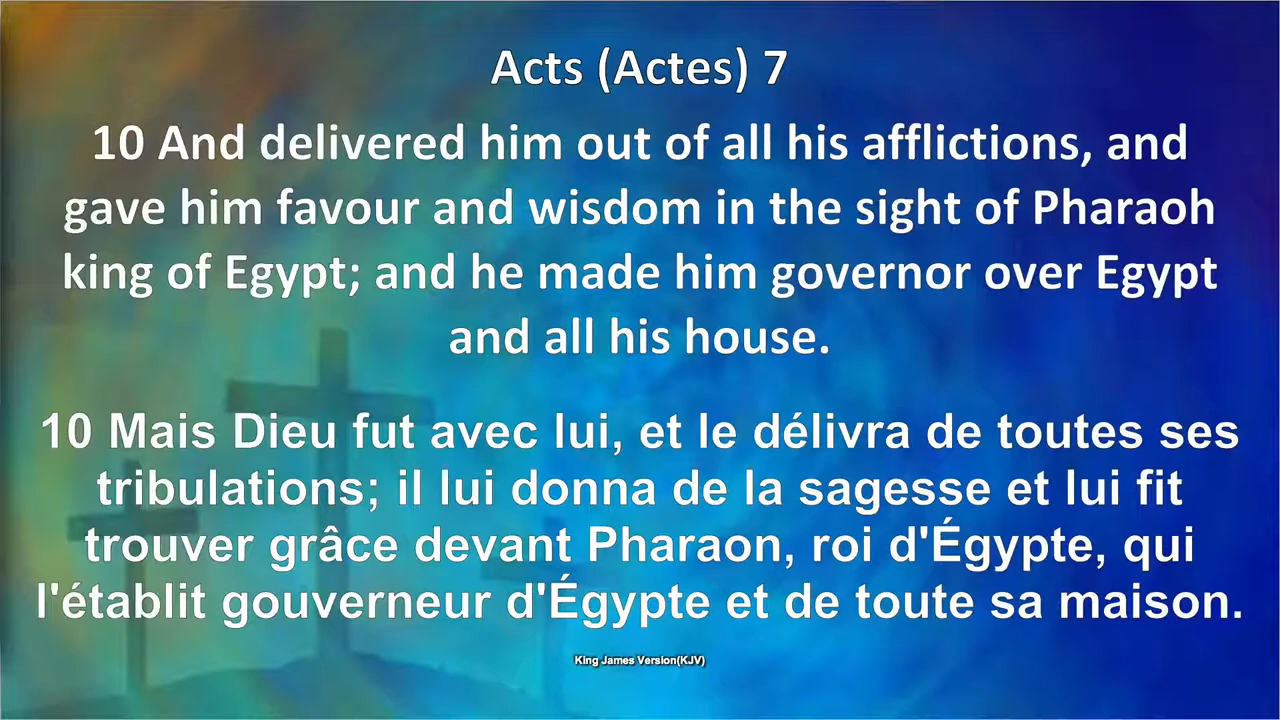 Acts (Actes) 7
10 And delivered him out of all his afflictions, and
gave him favour and wisdom in the sight of Pharaoh
king of Egypt; and he made him governor over Egypt
and all his house.
10 Mais Dieu fut avec lui, et le délivra de toutes ses
tribulations; il lui donna de la sagesse et lui fit
trouver grâce devant Pharaon, roi d'Égypte, qui
l'établit gouverneur d'Égypte et de toute sa maison.
King James Version(KJV)